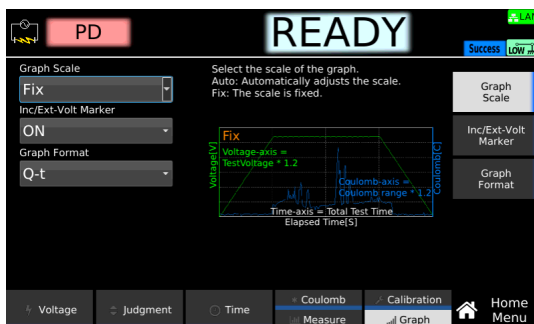 PD
READY
LAN
Success
LOW
Graph Scale
Fix
Inc/Ext-Volt Marker
ON
Graph Format
Q-t
Select the scale of the graph.
Auto: Automatically adjusts the scale.
Fix: The scale is fixed.
Fix
Voltage-axis =
TestVoltage * 1.2
Voltage[V]
Coulomb-axis =
Coulomb range * 1.2
Coulomb[C]
Time-axis = Total Test Time
Elapsed Time[S]
Graph
Scale
Inc/Ext-Volt
Marker
Graph
Format
Voltage
Judgment
Time
Coulomb
Measure
Calibration
Graph
Home
Menu